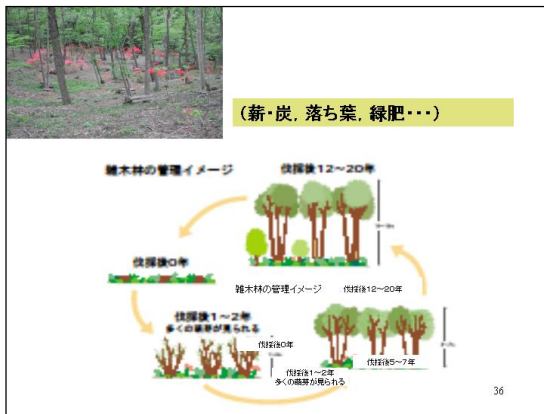 (薪・炭, 落ち葉, 緑肥・・・)
雑木林の管理イメージ
伐採後12～20年
伐採後0年
雑木林の管理イメージ
伐採後12～20年
伐採後1～2年
多くの萌芽が見られる
伐採後0年
伐採後5～7年
伐採後1～2年
多くの萌芽が見られる
36